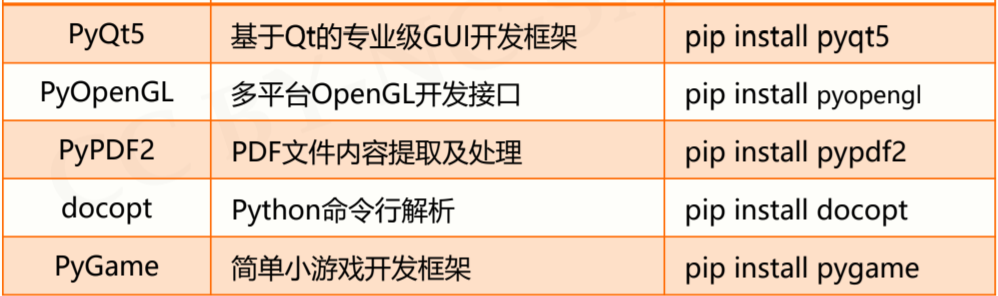 PyQt5 基于Qt的专业级GUI开发框架 pip install pyqt5
PyOpenGL 多平台OpenGL开发接口 pip install pyopengl
PyPDF2 PDF文件内容提取及处理 pip install pypdf2
docopt Python命令行解析 pip install docopt
PyGame 简单小游戏开发框架 pip install pygame